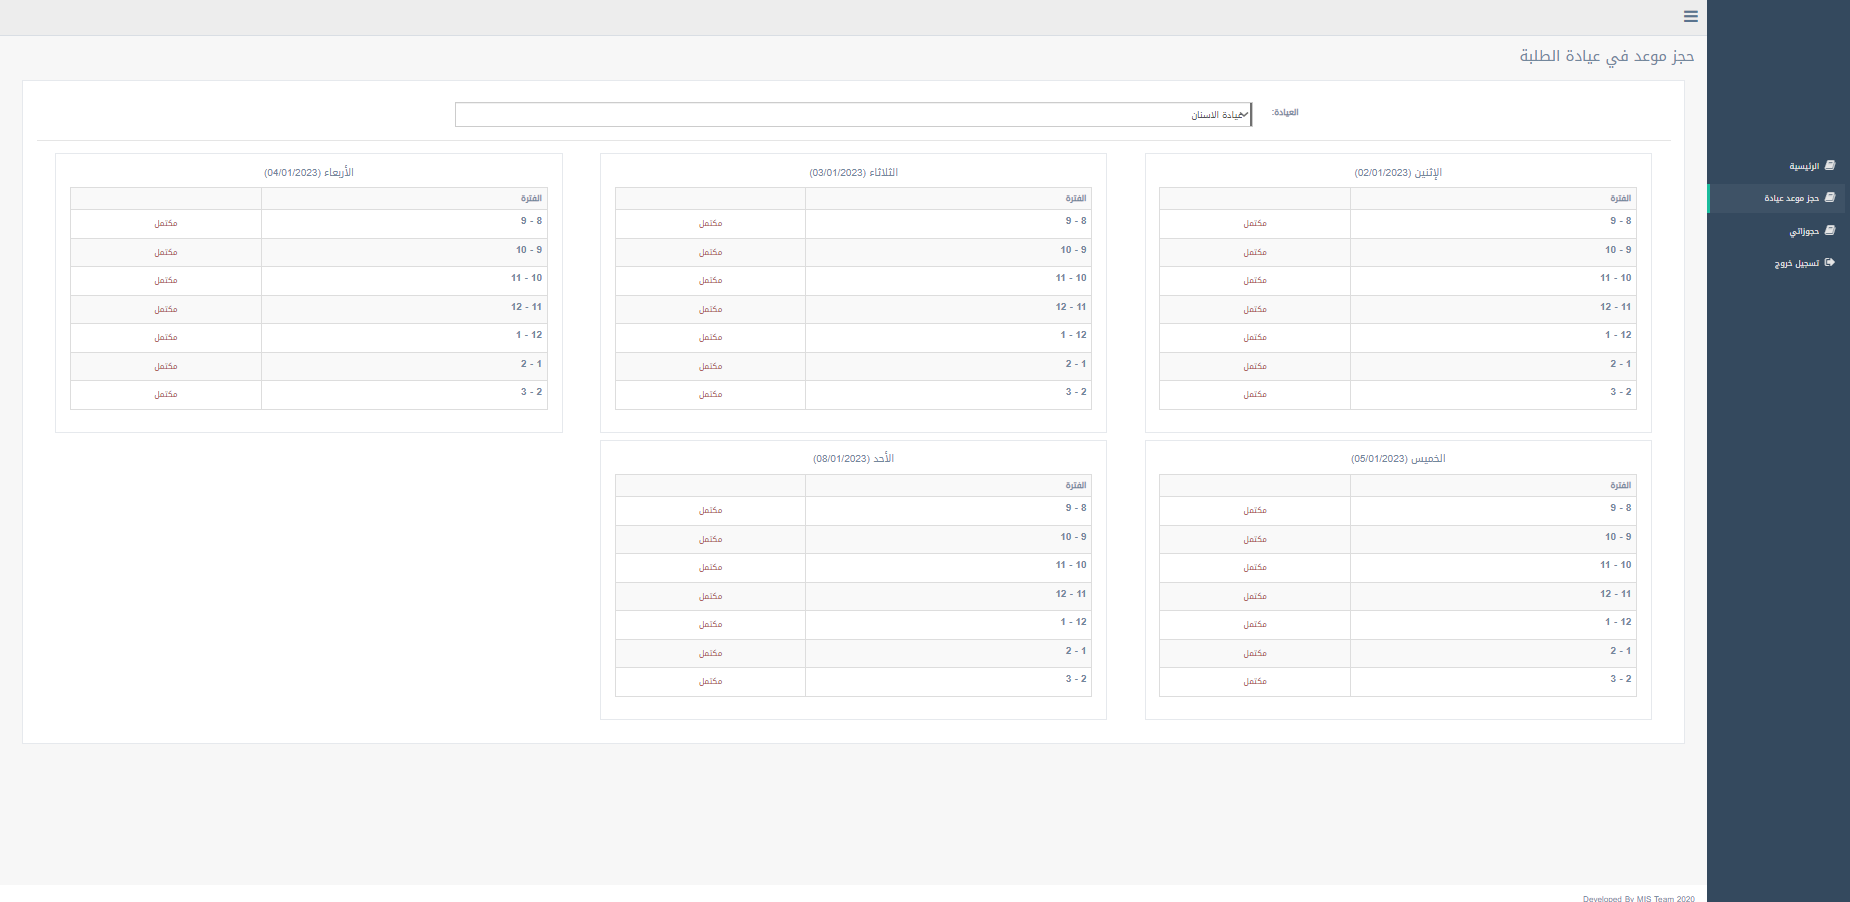 حجز موعد في عيادة الطلبة
الرئيسية
حجز موعد عيادة
حجوزاتي
تسجيل خروج
العيادة:
عيادة الاسنان
الإثنين (02/01/2023)
الفترة
8 - 9 مكتمل
9 - 10 مكتمل
10 - 11 مكتمل
11 - 12 مكتمل
12 - 1 مكتمل
1 - 2 مكتمل
2 - 3 مكتمل
الثلاثاء (03/01/2023)
الفترة
8 - 9 مكتمل
9 - 10 مكتمل
10 - 11 مكتمل
11 - 12 مكتمل
12 - 1 مكتمل
1 - 2 مكتمل
2 - 3 مكتمل
الأربعاء (04/01/2023)
الفترة
8 - 9 مكتمل
9 - 10 مكتمل
10 - 11 مكتمل
11 - 12 مكتمل
12 - 1 مكتمل
1 - 2 مكتمل
2 - 3 مكتمل
الخميس (05/01/2023)
الفترة
8 - 9 مكتمل
9 - 10 مكتمل
10 - 11 مكتمل
11 - 12 مكتمل
12 - 1 مكتمل
1 - 2 مكتمل
2 - 3 مكتمل
الأحد (08/01/2023)
الفترة
8 - 9 مكتمل
9 - 10 مكتمل
10 - 11 مكتمل
11 - 12 مكتمل
12 - 1 مكتمل
1 - 2 مكتمل
2 - 3 مكتمل
Developed By MIS Team 2020